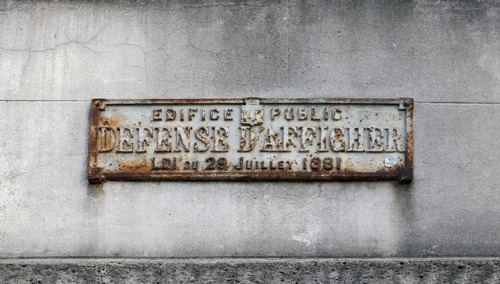 EDIFICE PUBLIC
DEFENSE D'AFFICHER
LOI DU 29 JUILLET 1881